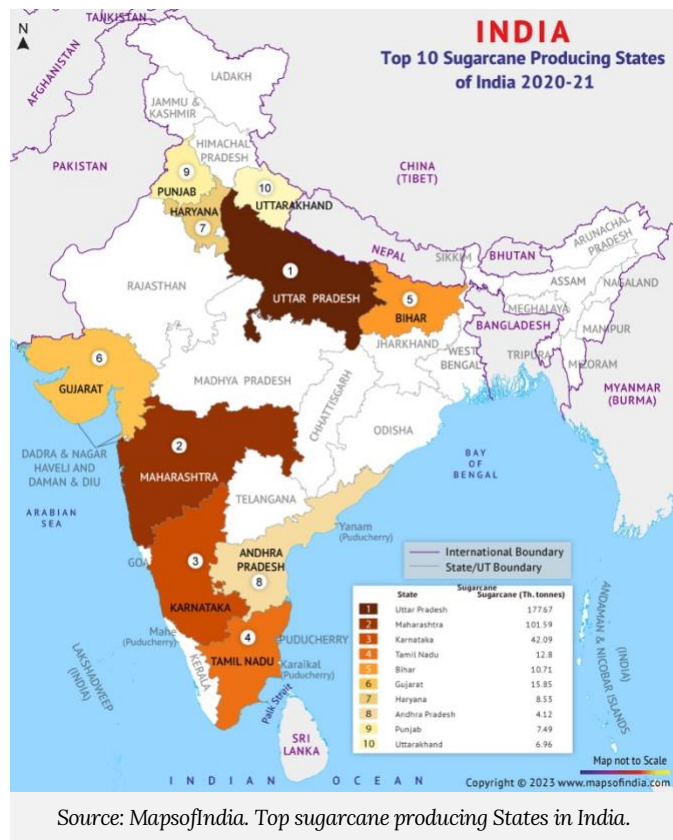 INDIA
Top 10 Sugarcane Producing States
of India 2020-21
N
TAJIKISTAN
AFGHANISTAN
LADAKH
JAMMU &
KASHMIR
HIMACHAL
PRADESH
PAKISTAN
CHINA
(TIBET)
9
PUNJAB
10
UTTARAKHAND
HARYANA
7
NEPAL
SIKKIM
BHUTAN
ARUNACHAL
PRADESH
RAJASTHAN
1
UTTAR PRADESH
5
BIHAR
ASSAM
NAGALAND
MEGHALAYA
BANGLADESH
MANIPUR
6
GUJARAT
JHARKHAND
WEST
BENGAL
TRIPURA
MIZORAM
MADHYA PRADESH
CHHATTISGARH
MYANMAR
(BURMA)
ODISHA
DADRA & NAGAR
HAVELI AND
DAMAN & DIU
2
MAHARASHTRA
BAY
OF
BENGAL
TELANGANA
ARABIAN
SEA
Yanam
(Puducherry)
GOA
3
KARNATAKA
ANDHRA
PRADESH
8
International Boundary
State/UT Boundary
Sugarcane
State Sugarcane (Th. tonnes)
1 Uttar Pradesh 177.67
2 Maharashtra 101.59
3 Karnataka 42.09
4 Tamil Nadu 12.8
5 Bihar 10.71
6 Gujarat 15.85
7 Haryana 8.53
8 Andhra Pradesh 4.12
9 Punjab 7.49
10 Uttarakhand 6.96
Mahe
(Puducherry)
4
TAMIL NADU
PUDUCHERRY
Karaikal
(Puducherry)
KERALA
LAKSHADWEEP
(INDIA)
Palk Strait
SRI
LANKA
ANDAMAN & NICOBAR ISLANDS
(INDIA)
Map not to Scale
INDIAN OCEAN
Copyright © 2023 www.mapsofindia.com
Source: MapsofIndia. Top sugarcane producing States in India.